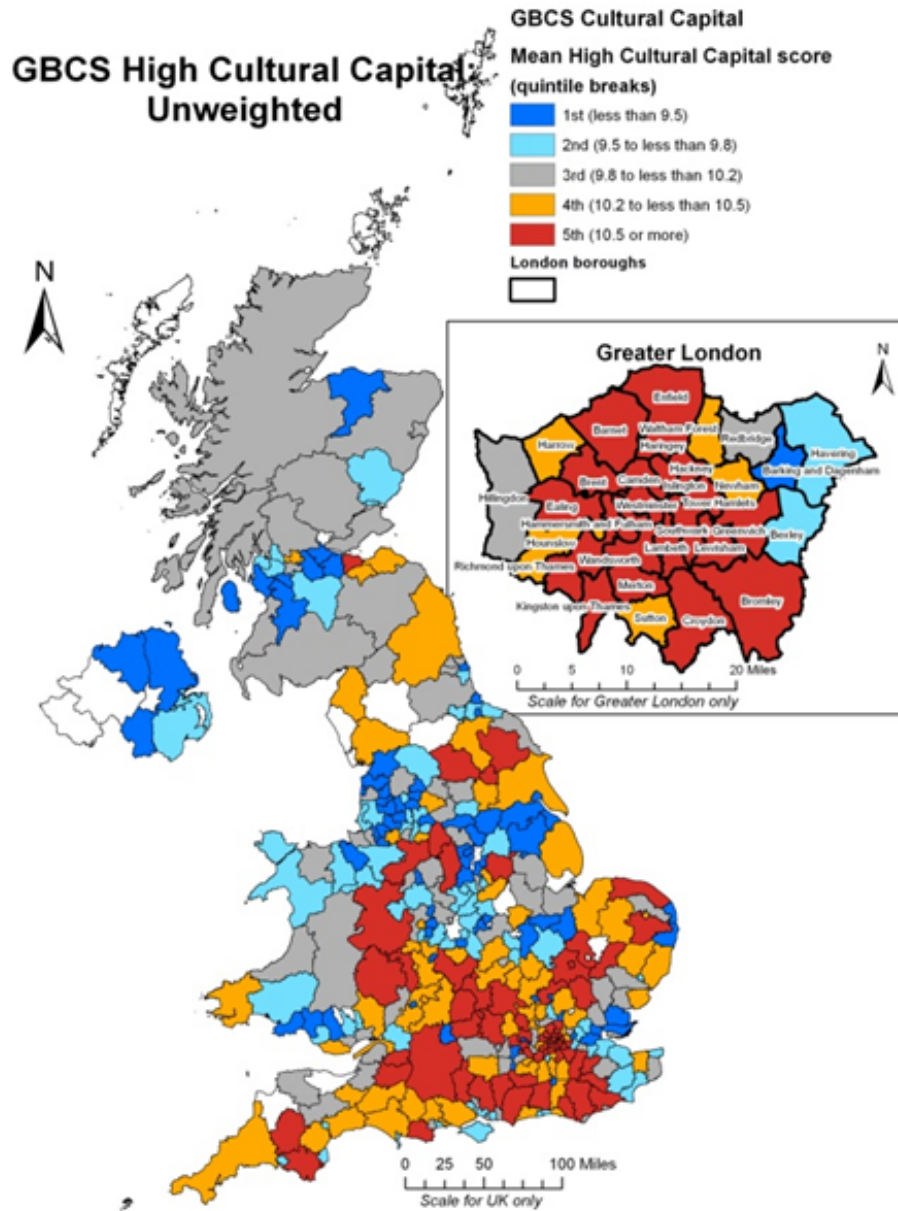 GBCS High Cultural Capital:
Unweighted
GBCS Cultural Capital
Mean High Cultural Capital score
(quintile breaks)
1st (less than 9.5)
2nd (9.5 to less than 9.8)
3rd (9.8 to less than 10.2)
4th (10.2 to less than 10.5)
5th (10.5 or more)
London boroughs
N
Greater London
N
Enfield
Barnet
Waltham Forest
Harrow
Haringey
Redbridge
Havering
Hackney
Barking and Dagenham
Brent
Camden
Islington
Newham
Hillingdon
Ealing
Westminster
Tower Hamlets
Hammersmith and Fulham
Southwark
Greenwich
Bexley
Hounslow
Lambeth
Lewisham
Richmond upon Thames
Wandsworth
Merton
Kingston upon Thames
Bromley
Sutton
Croydon
0 5 10 20 Miles
Scale for Greater London only
0 25 50 100 Miles
Scale for UK only